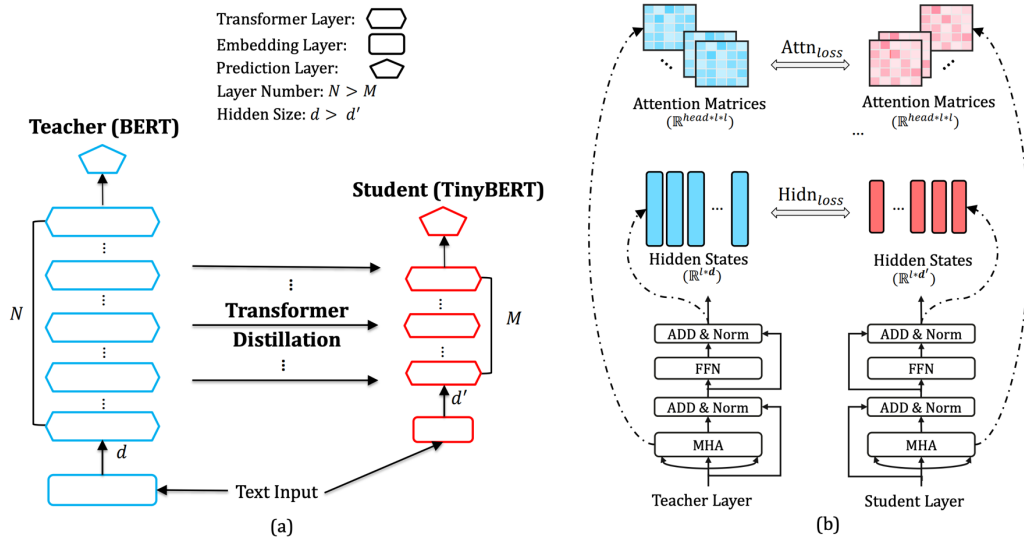 Transformer Layer:
Embedding Layer:
Prediction Layer:
Layer Number: N > M
Hidden Size: d > d′
Teacher (BERT)
Student (TinyBERT)
N
...
...
...
...
Transformer
Distillation
...
...
...
...
M
d
d′
Text Input
(a)
Attn_loss
...
...
Attention Matrices
(ℝ^{head∗l∗l})
Attention Matrices
(ℝ^{head∗l∗l})
...
Hidn_loss
...
...
Hidden States
(ℝ^{l∗d})
Hidden States
(ℝ^{l∗d′})
ADD & Norm
FFN
ADD & Norm
MHA
Teacher Layer
ADD & Norm
FFN
ADD & Norm
MHA
Student Layer
(b)